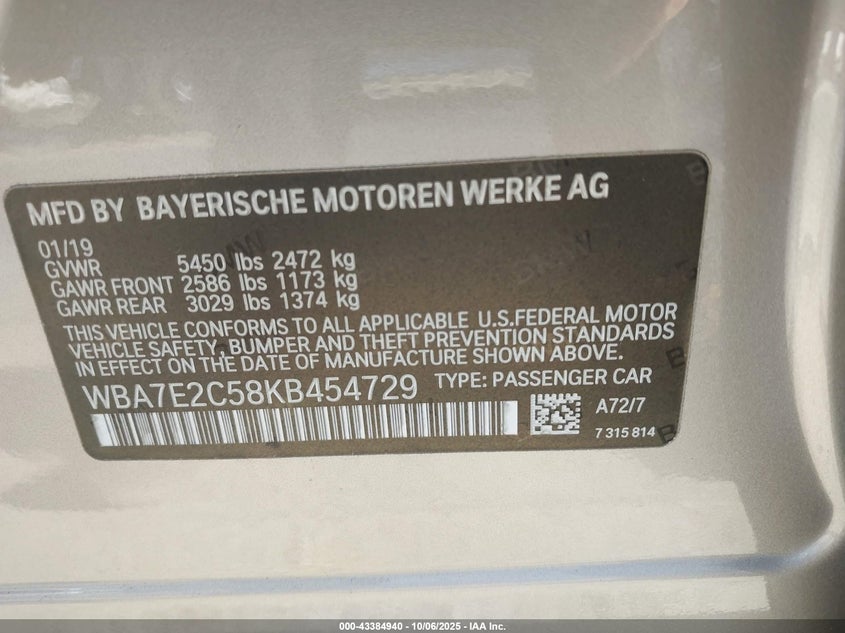 MFD BY BAYERISCHE MOTOREN WERKE AG
01/19
GVWR 5450 lbs 2472 kg
GAWR FRONT 2586 lbs 1173 kg
GAWR REAR 3029 lbs 1374 kg
THIS VEHICLE CONFORMS TO ALL APPLICABLE U.S.FEDERAL MOTOR
VEHICLE SAFETY, BUMPER AND THEFT PREVENTION STANDARDS
IN EFFECT ON THE DATE OF MANUFACTURE SHOWN ABOVE.
WBA7E2C58KB454729 TYPE: PASSENGER CAR
A72/7
7 315 814
000-43384940 - 10/06/2025 - IAA Inc.